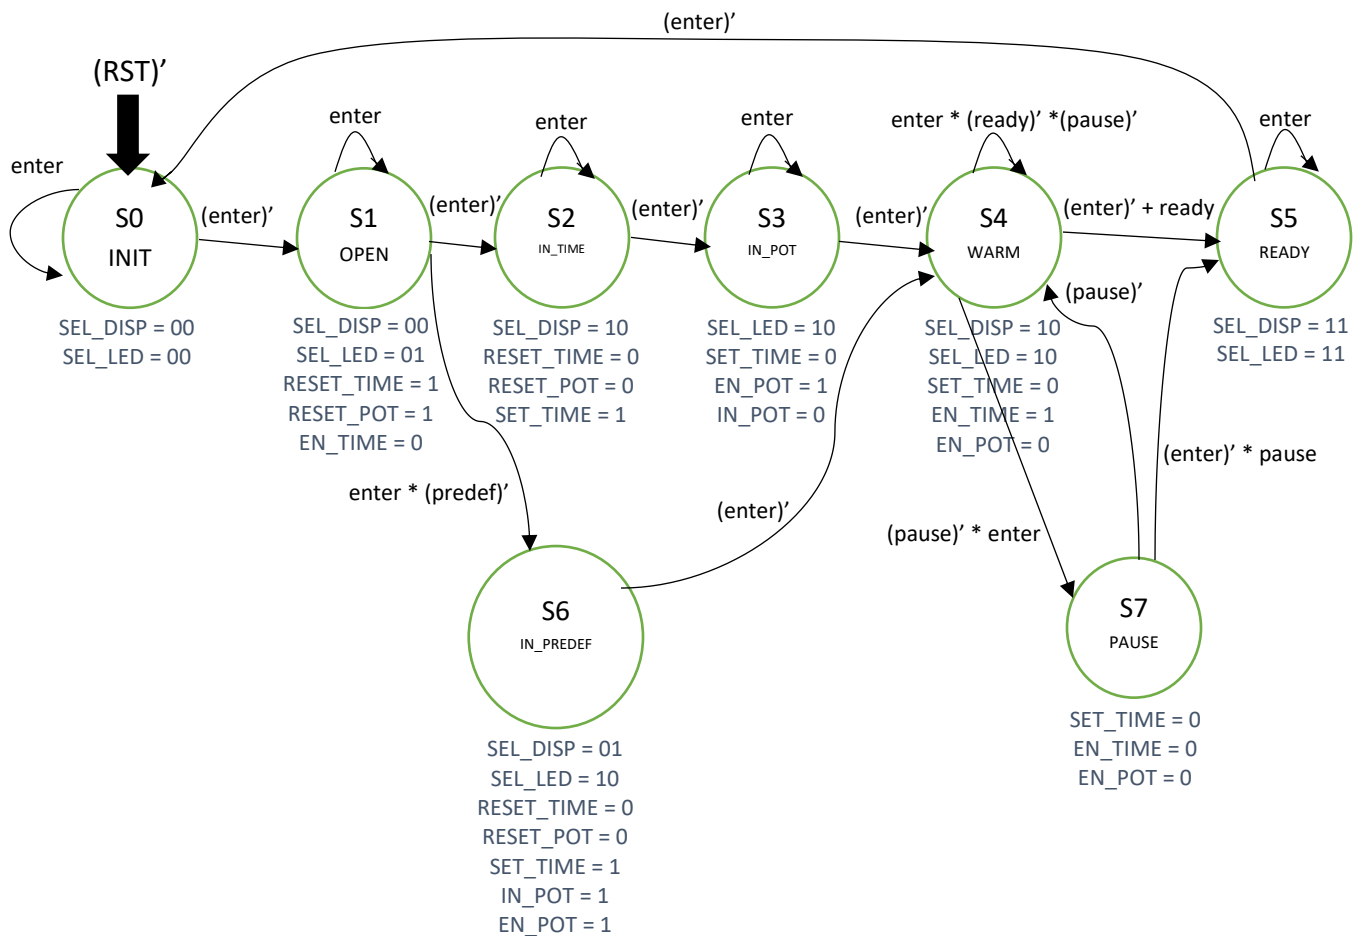 (enter)’
(RST)’
enter
enter
enter
enter
enter * (ready)’ *(pause)’
enter
(enter)’
(enter)’
(enter)’
(enter)’
(enter)’ + ready
S0
INIT
S1
OPEN
S2
IN_TIME
S3
IN_POT
S4
WARM
S5
READY
SEL_DISP = 00
SEL_LED = 00
SEL_DISP = 00
SEL_LED = 01
RESET_TIME = 1
RESET_POT = 1
EN_TIME = 0
SEL_DISP = 10
RESET_TIME = 0
RESET_POT = 0
SET_TIME = 1
SEL_LED = 10
SET_TIME = 0
EN_POT = 1
IN_POT = 0
SEL_DISP = 10
SEL_LED = 10
SET_TIME = 0
EN_TIME = 1
EN_POT = 0
(pause)’
SEL_DISP = 11
SEL_LED = 11
enter * (predef)’
(enter)’
(pause)’ * enter
(enter)’ * pause
S6
IN_PREDEF
SEL_DISP = 01
SEL_LED = 10
RESET_TIME = 0
RESET_POT = 0
SET_TIME = 1
IN_POT = 1
EN_POT = 1
S7
PAUSE
SET_TIME = 0
EN_TIME = 0
EN_POT = 0